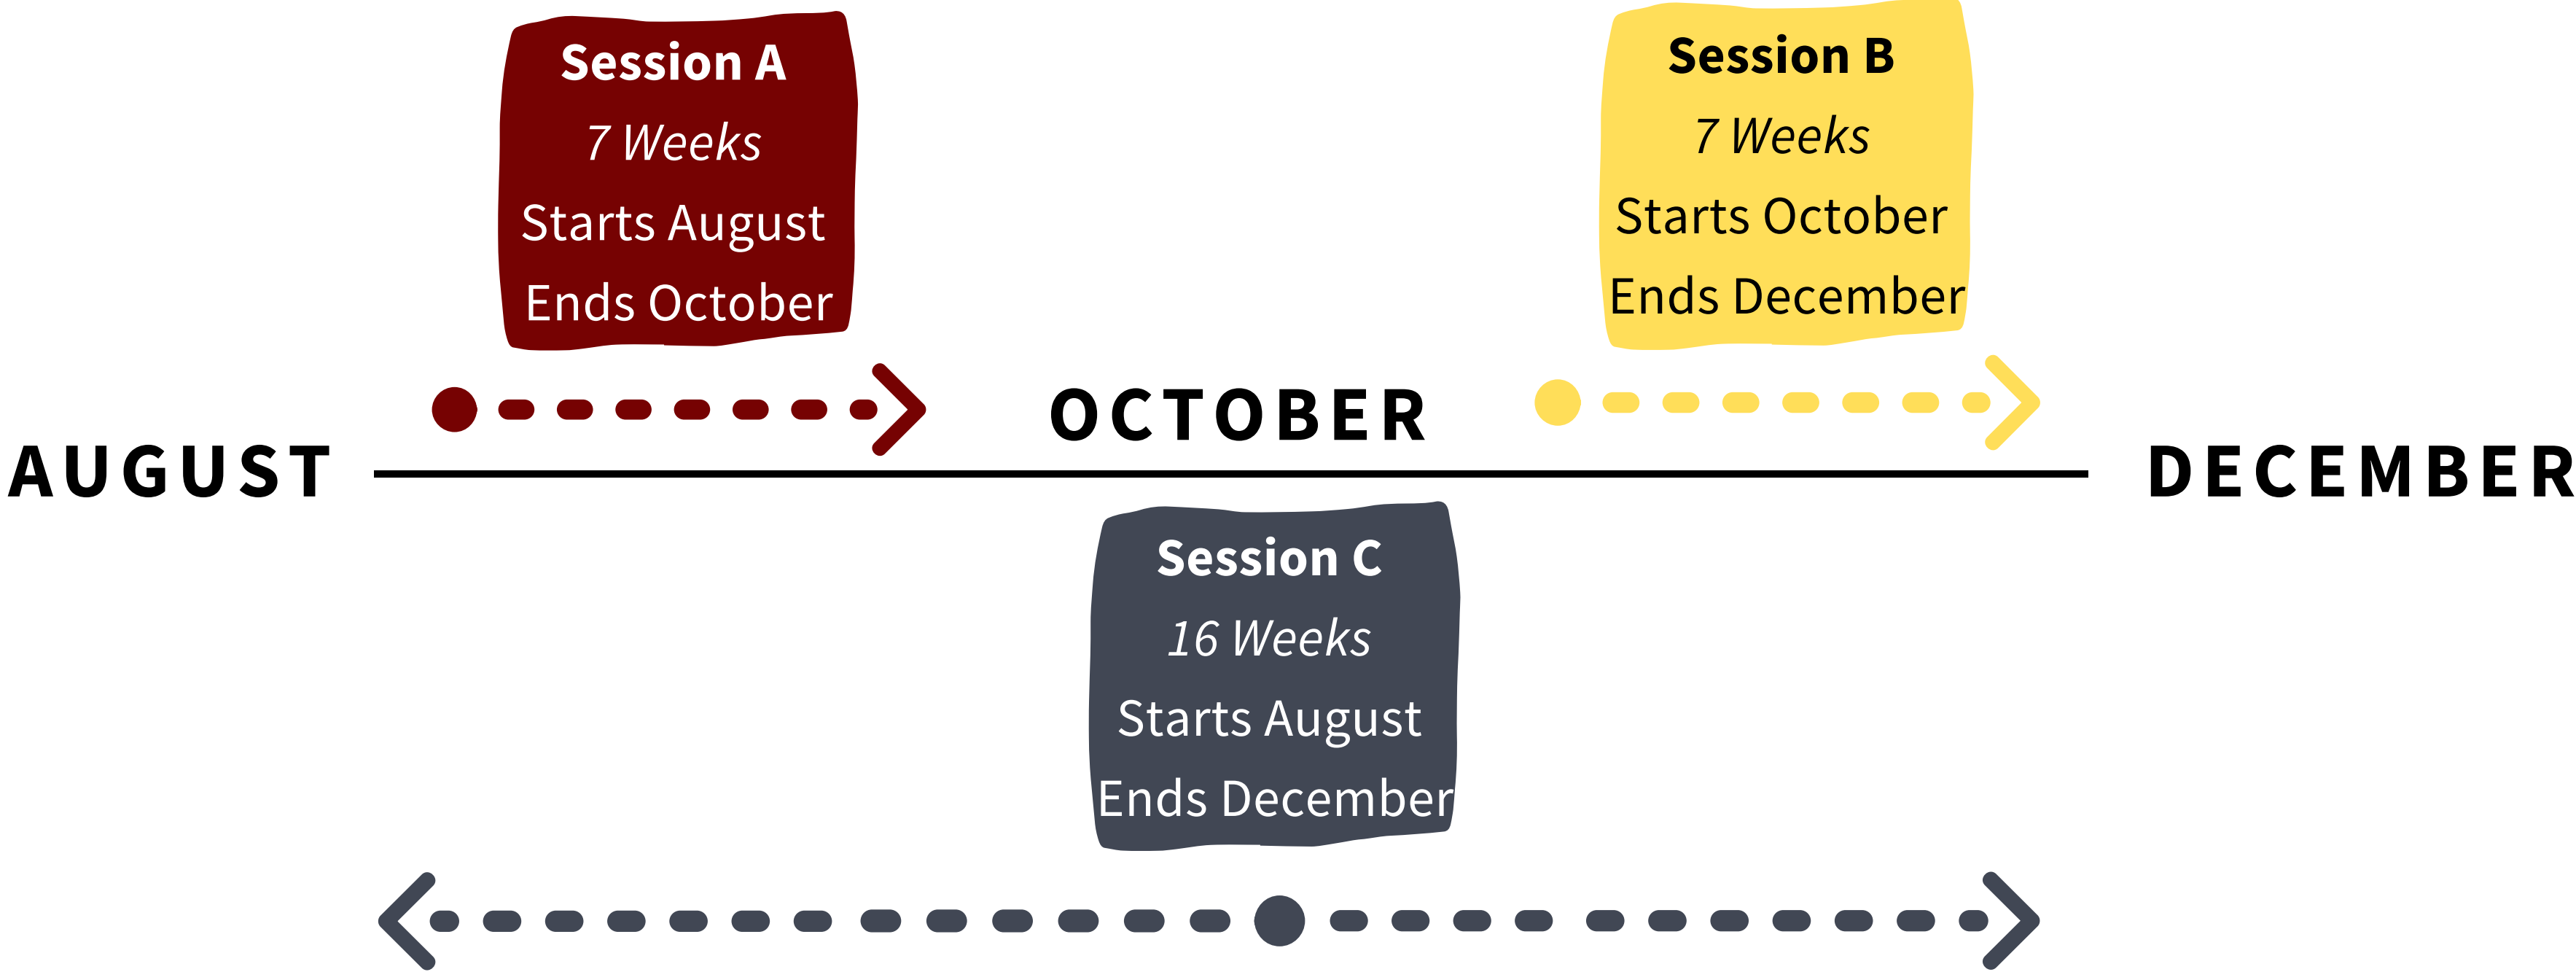 Session A
7 Weeks
Starts August
Ends October
Session B
7 Weeks
Starts October
Ends December
AUGUST
OCTOBER
DECEMBER
Session C
16 Weeks
Starts August
Ends December